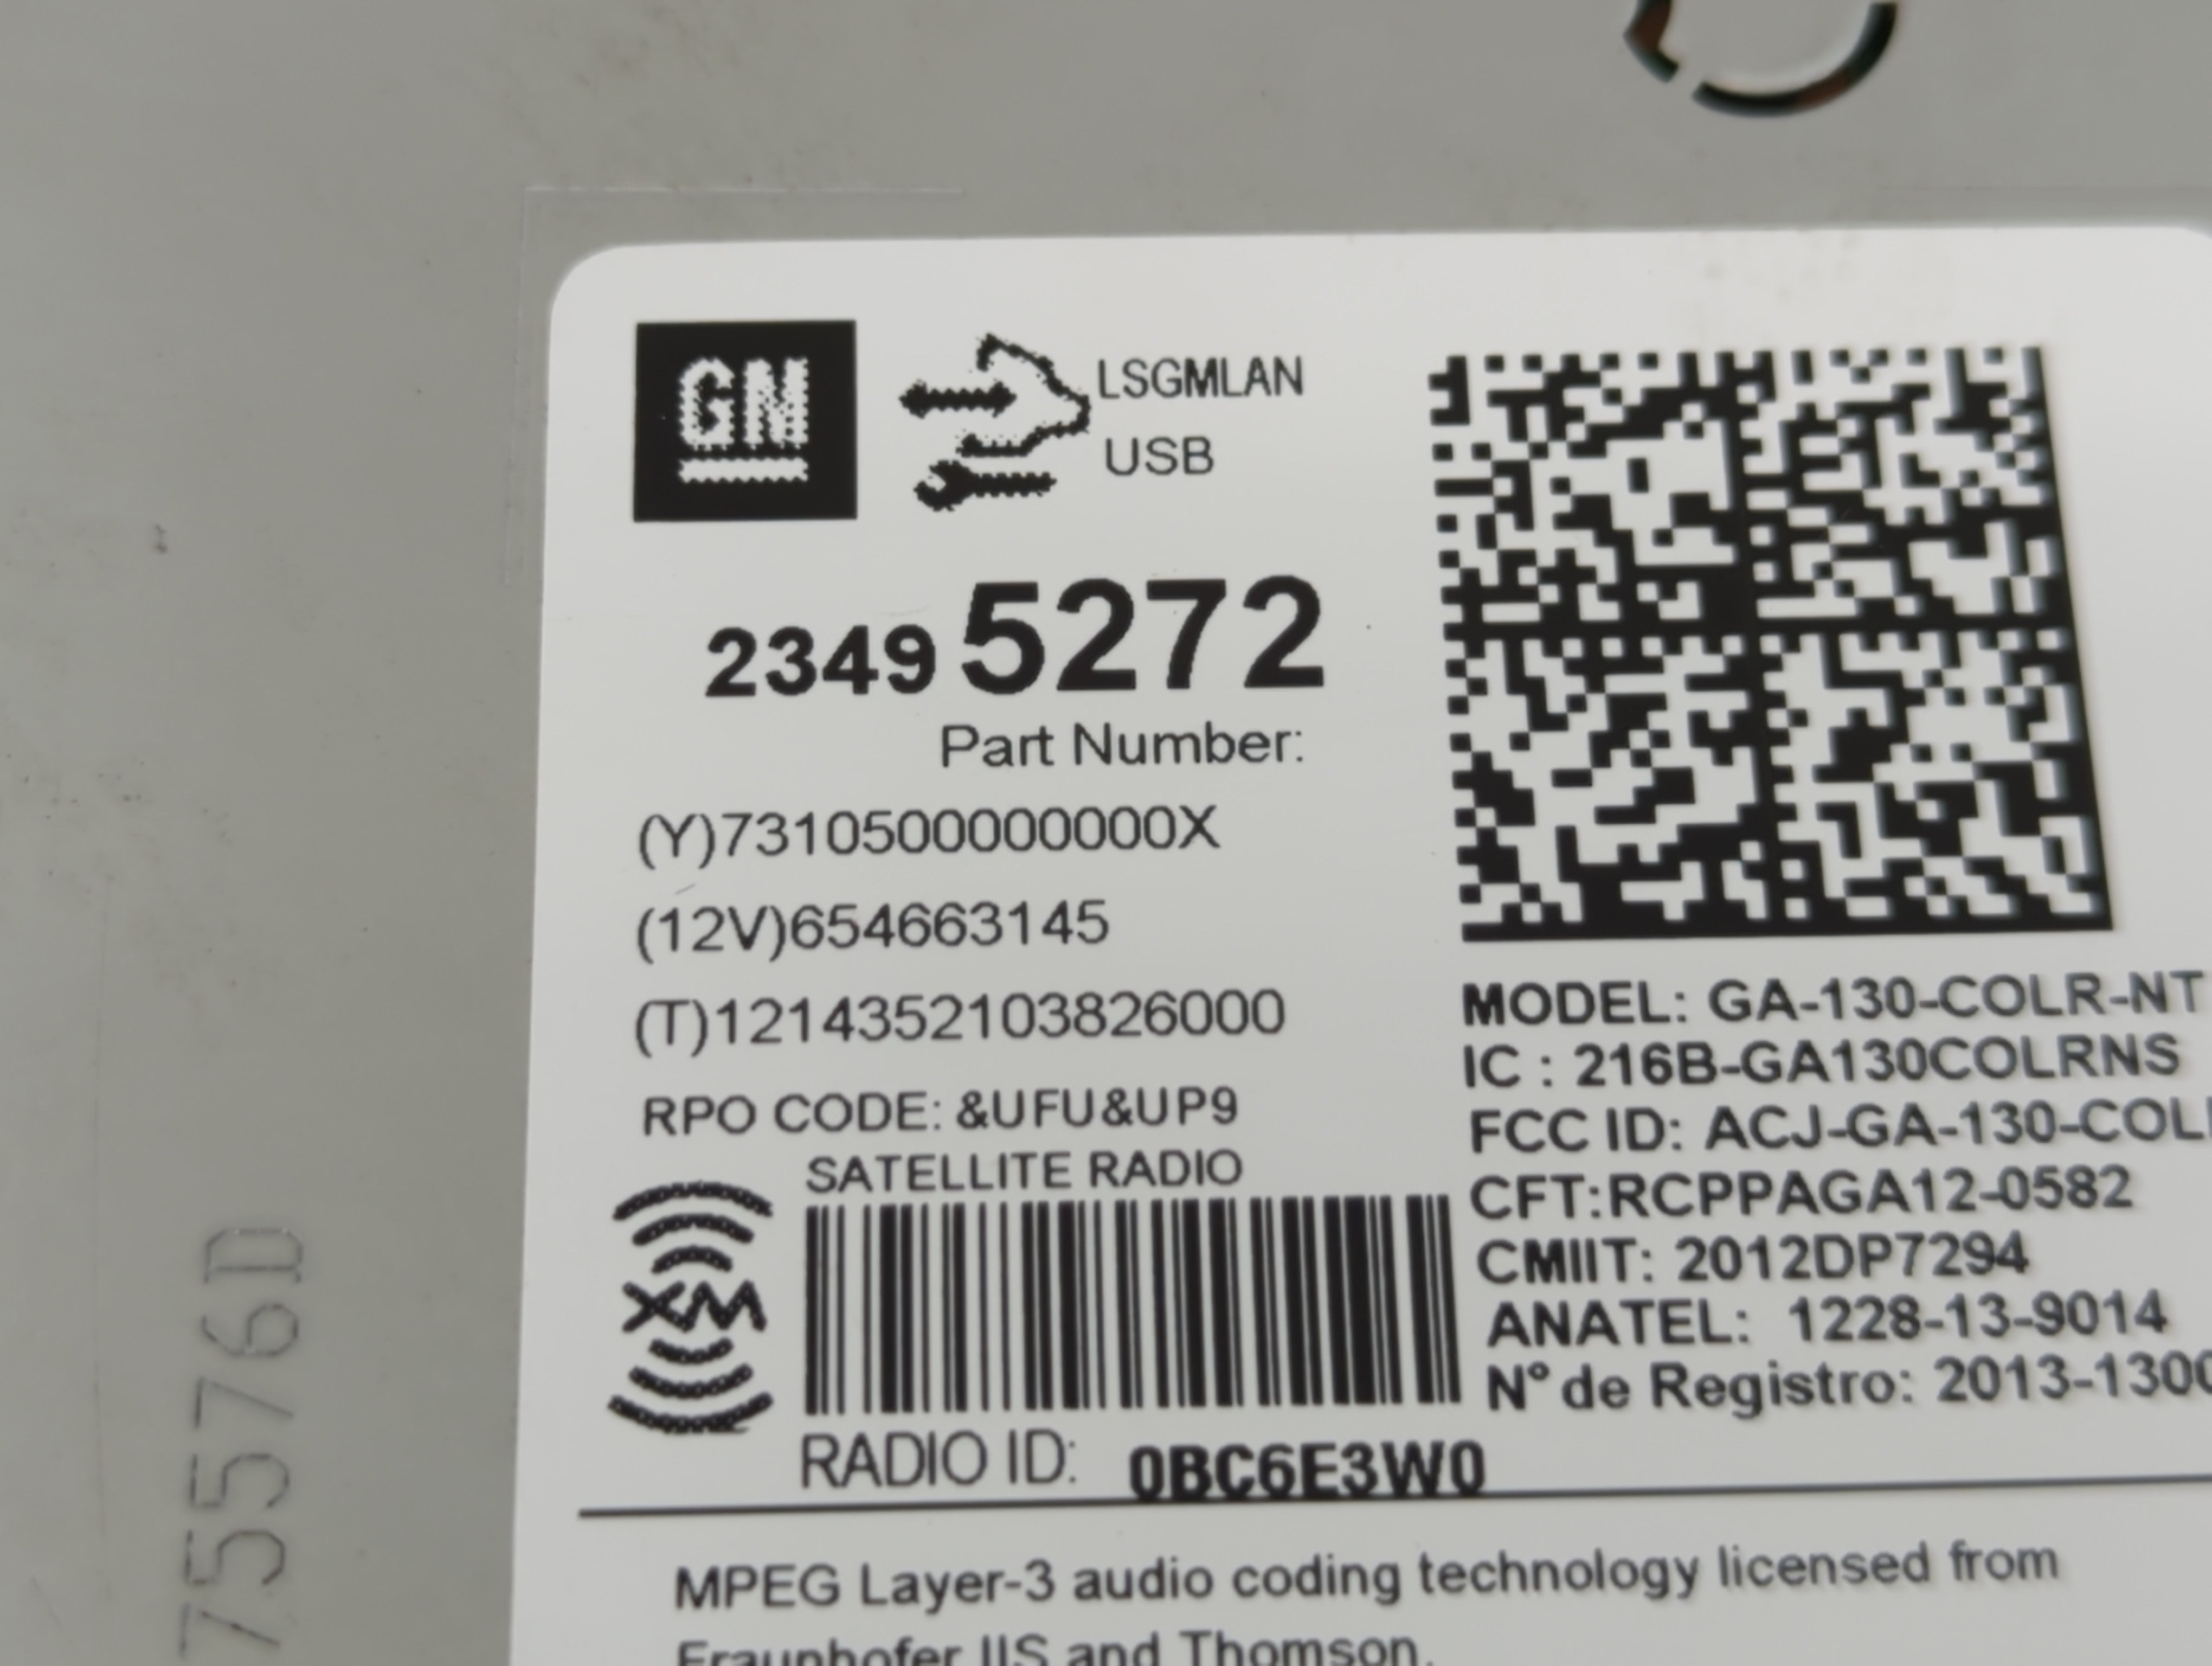 GM
LSGMLAN
USB
23495272
Part Number:
(Y)7310500000000X
(12V)654663145
(T)1214352103826000
RPO CODE: &UFU&UP9
SATELLITE RADIO
XM
RADIO ID: 0BC6E3W0
MODEL: GA-130-COLR-NT
IC : 216B-GA130COLRNS
FCC ID: ACJ-GA-130-COL
CFT:RCPPAGA12-0582
CMIIT: 2012DP7294
ANATEL: 1228-13-9014
N° de Registro: 2013-130
MPEG Layer-3 audio coding technology licensed from
Fraunhofer IIS and Thomson.
75576D